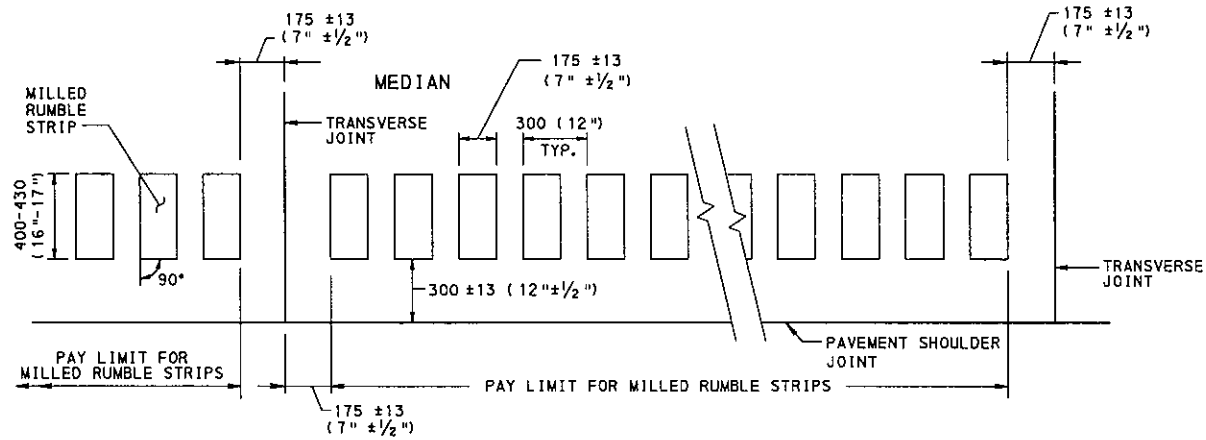 175 ±13
(7" ±1/2")
175 ±13
(7" ±1/2")
175 ±13
(7" ±1/2")
MEDIAN
MILLED
RUMBLE
STRIP
TRANSVERSE
JOINT
300 (12")
TYP.
400-430
(16"-17")
90°
300 ±13 (12"±1/2")
TRANSVERSE
JOINT
PAVEMENT SHOULDER
JOINT
PAY LIMIT FOR
MILLED RUMBLE STRIPS
PAY LIMIT FOR MILLED RUMBLE STRIPS
175 ±13
(7" ±1/2")